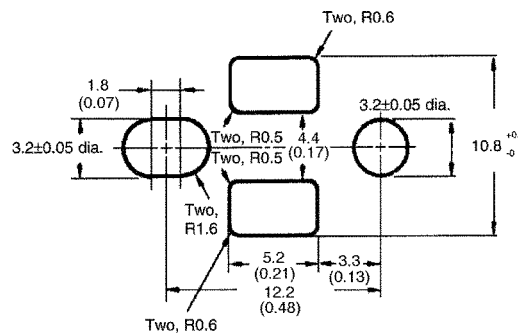 Two, R0.6
1.8
(0.07)
3.2±0.05 dia.
3.2±0.05 dia.
Two, R0.5
4.4
Two, R0.5
(0.17)
10.8 +0. -0
Two,
R1.6
5.2
(0.21)
3.3
(0.13)
12.2
(0.48)
Two, R0.6